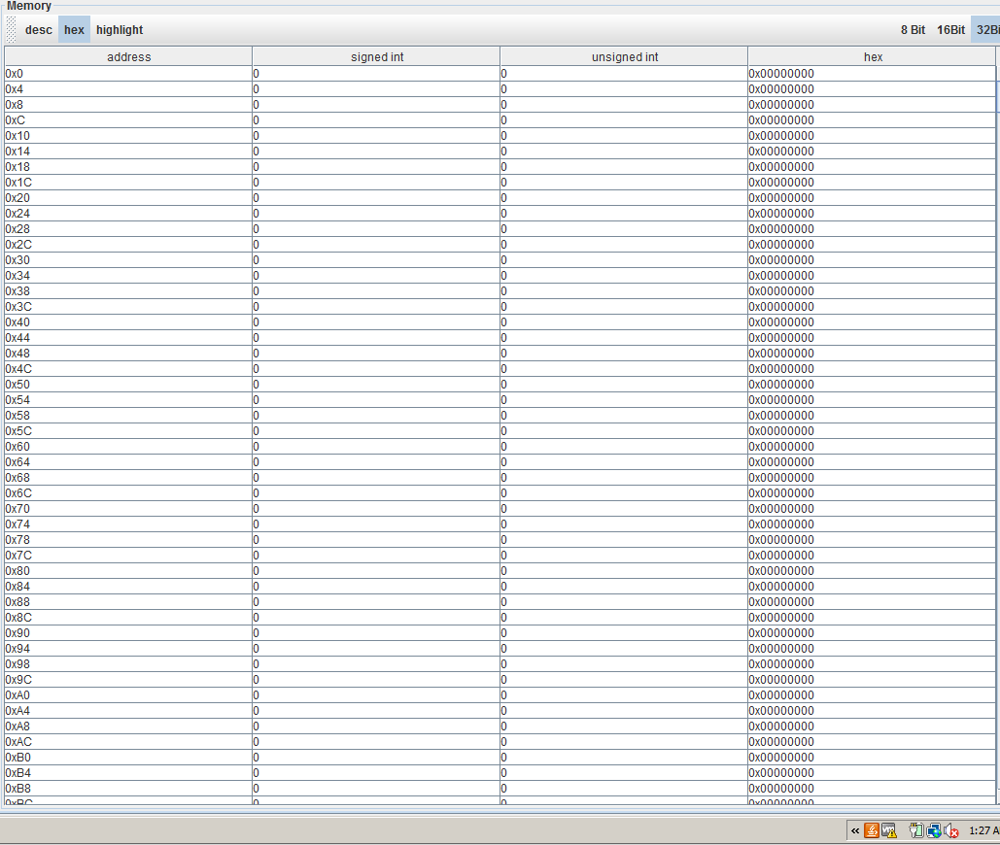 Memory
desc hex highlight 8 Bit 16Bit 32Bi
address signed int unsigned int hex
0x0 0 0 0x00000000
0x4 0 0 0x00000000
0x8 0 0 0x00000000
0xC 0 0 0x00000000
0x10 0 0 0x00000000
0x14 0 0 0x00000000
0x18 0 0 0x00000000
0x1C 0 0 0x00000000
0x20 0 0 0x00000000
0x24 0 0 0x00000000
0x28 0 0 0x00000000
0x2C 0 0 0x00000000
0x30 0 0 0x00000000
0x34 0 0 0x00000000
0x38 0 0 0x00000000
0x3C 0 0 0x00000000
0x40 0 0 0x00000000
0x44 0 0 0x00000000
0x48 0 0 0x00000000
0x4C 0 0 0x00000000
0x50 0 0 0x00000000
0x54 0 0 0x00000000
0x58 0 0 0x00000000
0x5C 0 0 0x00000000
0x60 0 0 0x00000000
0x64 0 0 0x00000000
0x68 0 0 0x00000000
0x6C 0 0 0x00000000
0x70 0 0 0x00000000
0x74 0 0 0x00000000
0x78 0 0 0x00000000
0x7C 0 0 0x00000000
0x80 0 0 0x00000000
0x84 0 0 0x00000000
0x88 0 0 0x00000000
0x8C 0 0 0x00000000
0x90 0 0 0x00000000
0x94 0 0 0x00000000
0x98 0 0 0x00000000
0x9C 0 0 0x00000000
0xA0 0 0 0x00000000
0xA4 0 0 0x00000000
0xA8 0 0 0x00000000
0xAC 0 0 0x00000000
0xB0 0 0 0x00000000
0xB4 0 0 0x00000000
0xB8 0 0 0x00000000
0xBC 0 0 0x00000000
« 1:27 A